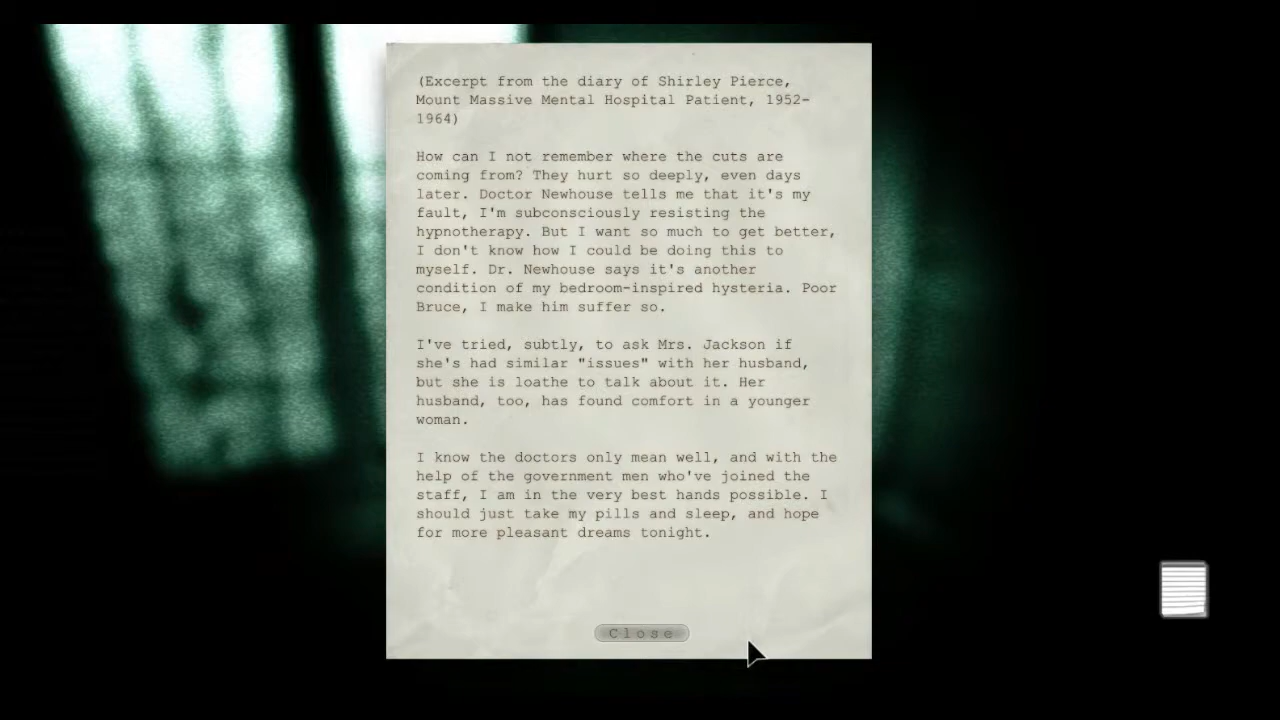 (Excerpt from the diary of Shirley Pierce,
Mount Massive Mental Hospital Patient, 1952-
1964)
How can I not remember where the cuts are
coming from? They hurt so deeply, even days
later. Doctor Newhouse tells me that it's my
fault, I'm subconsciously resisting the
hypnotherapy. But I want so much to get better,
I don't know how I could be doing this to
myself. Dr. Newhouse says it's another
condition of my bedroom-inspired hysteria. Poor
Bruce, I make him suffer so.
I've tried, subtly, to ask Mrs. Jackson if
she's had similar "issues" with her husband,
but she is loathe to talk about it. Her
husband, too, has found comfort in a younger
woman.
I know the doctors only mean well, and with the
help of the government men who've joined the
staff, I am in the very best hands possible. I
should just take my pills and sleep, and hope
for more pleasant dreams tonight.
Close